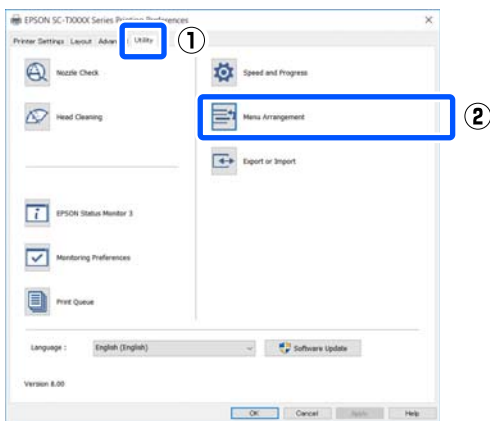 EPSON SC-TXXXX Series Printing Preferences
Printer Settings Layout Advan Utility ①
Nozzle Check
Speed and Progress
Head Cleaning
Menu Arrangement ②
Export or Import
EPSON Status Monitor 3
Monitoring Preferences
Print Queue
Language : English (English) Software Update
Version 8.00
OK Cancel Apply Help